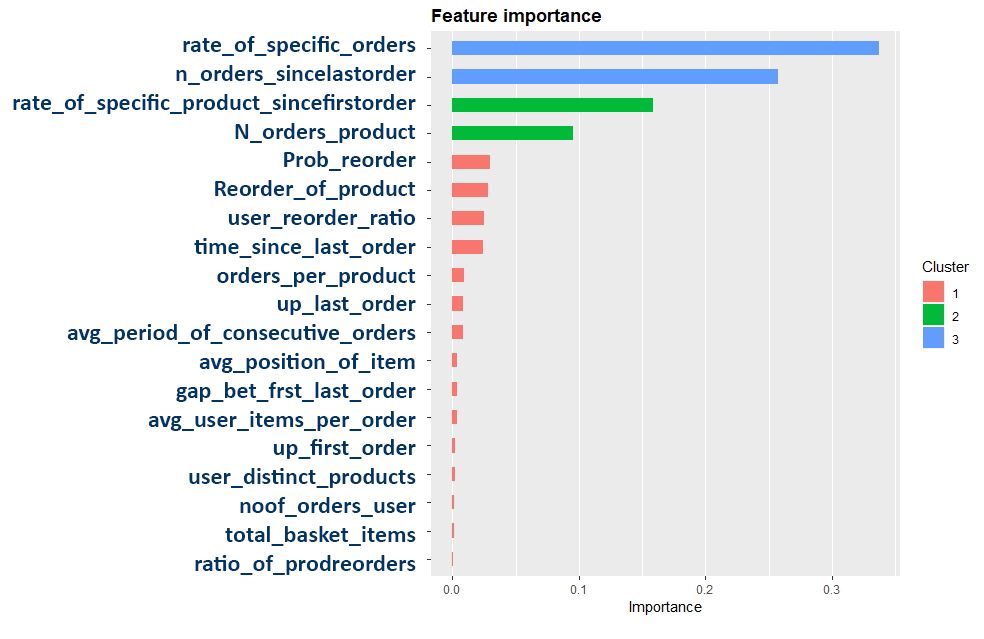 Feature importance
rate_of_specific_orders
n_orders_sincelastorder
rate_of_specific_product_sincefirstorder
N_orders_product
Prob_reorder
Reorder_of_product
user_reorder_ratio
time_since_last_order
orders_per_product
up_last_order
avg_period_of_consecutive_orders
avg_position_of_item
gap_bet_frst_last_order
avg_user_items_per_order
up_first_order
user_distinct_products
noof_orders_user
total_basket_items
ratio_of_prodreorders
0.0 0.1 0.2 0.3
Importance
Cluster
1
2
3